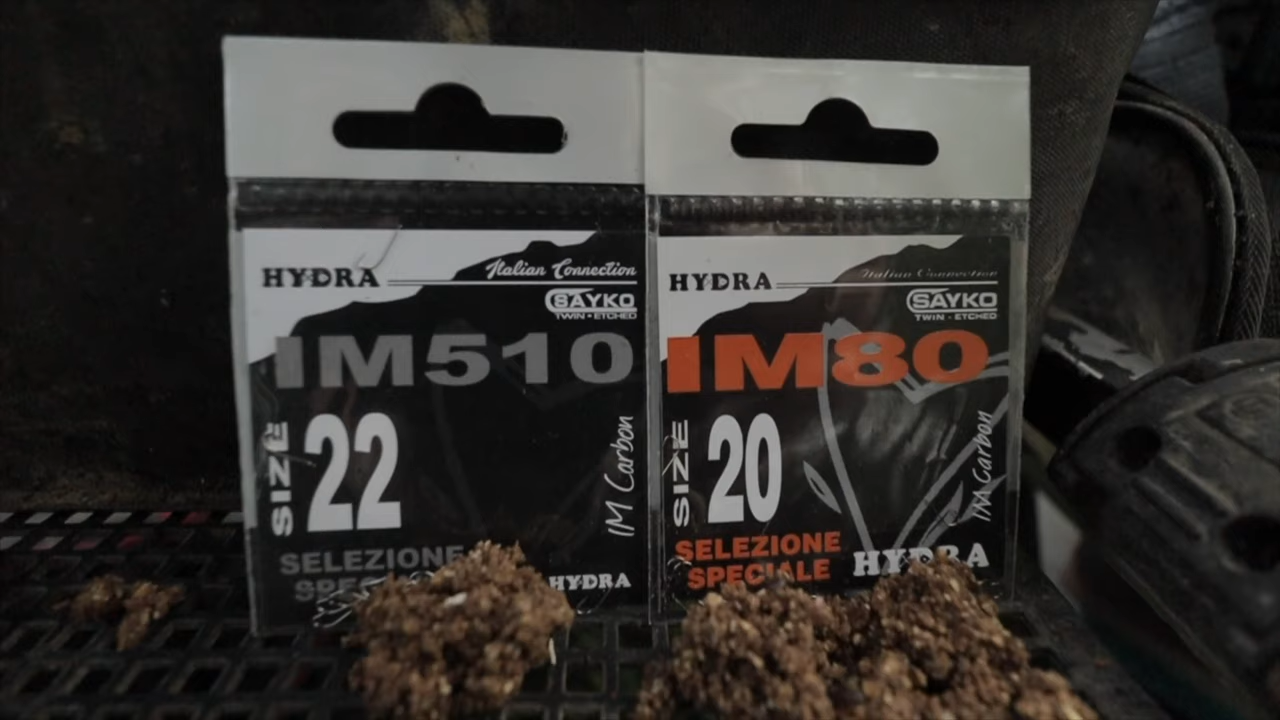 HYDRA
Italian Connection
SAYKO
TWIN - ETCHED
IM510
SIZE 22
IM Carbon
SELEZIONE
HYDRA
HYDRA
Italian Connection
SAYKO
TWIN - ETCHED
IM80
SIZE 20
IM Carbon
SELEZIONE
SPECIALE
HYDRA